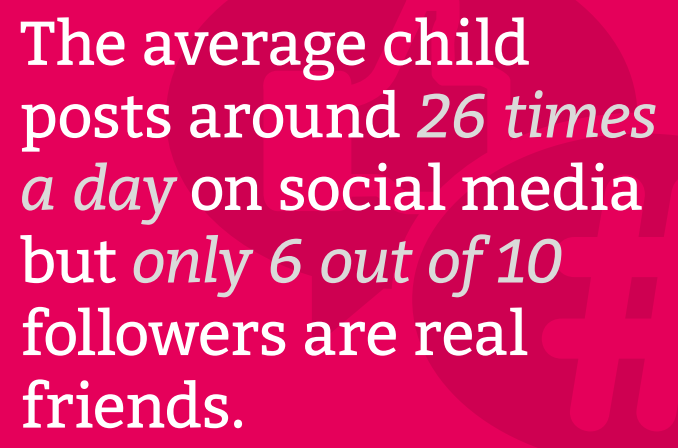 The average child
posts around 26 times
a day on social media
but only 6 out of 10
followers are real
friends.